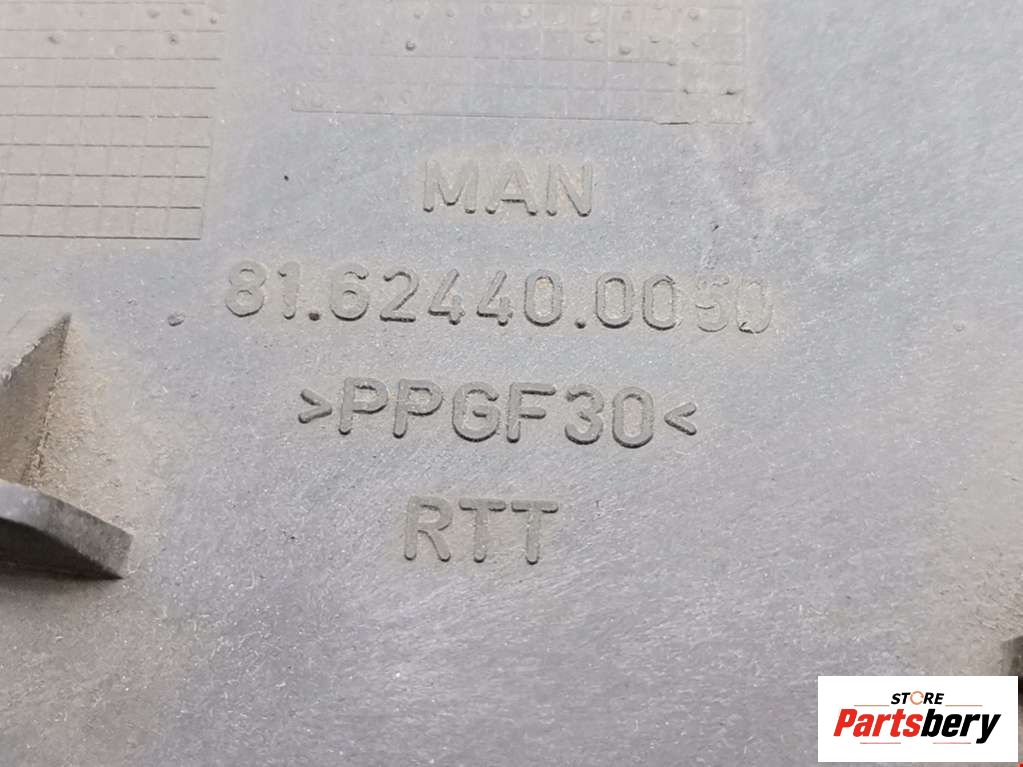 MAN
81.62440.0050
>PPGF30<
RTT
STORE
Partsbery